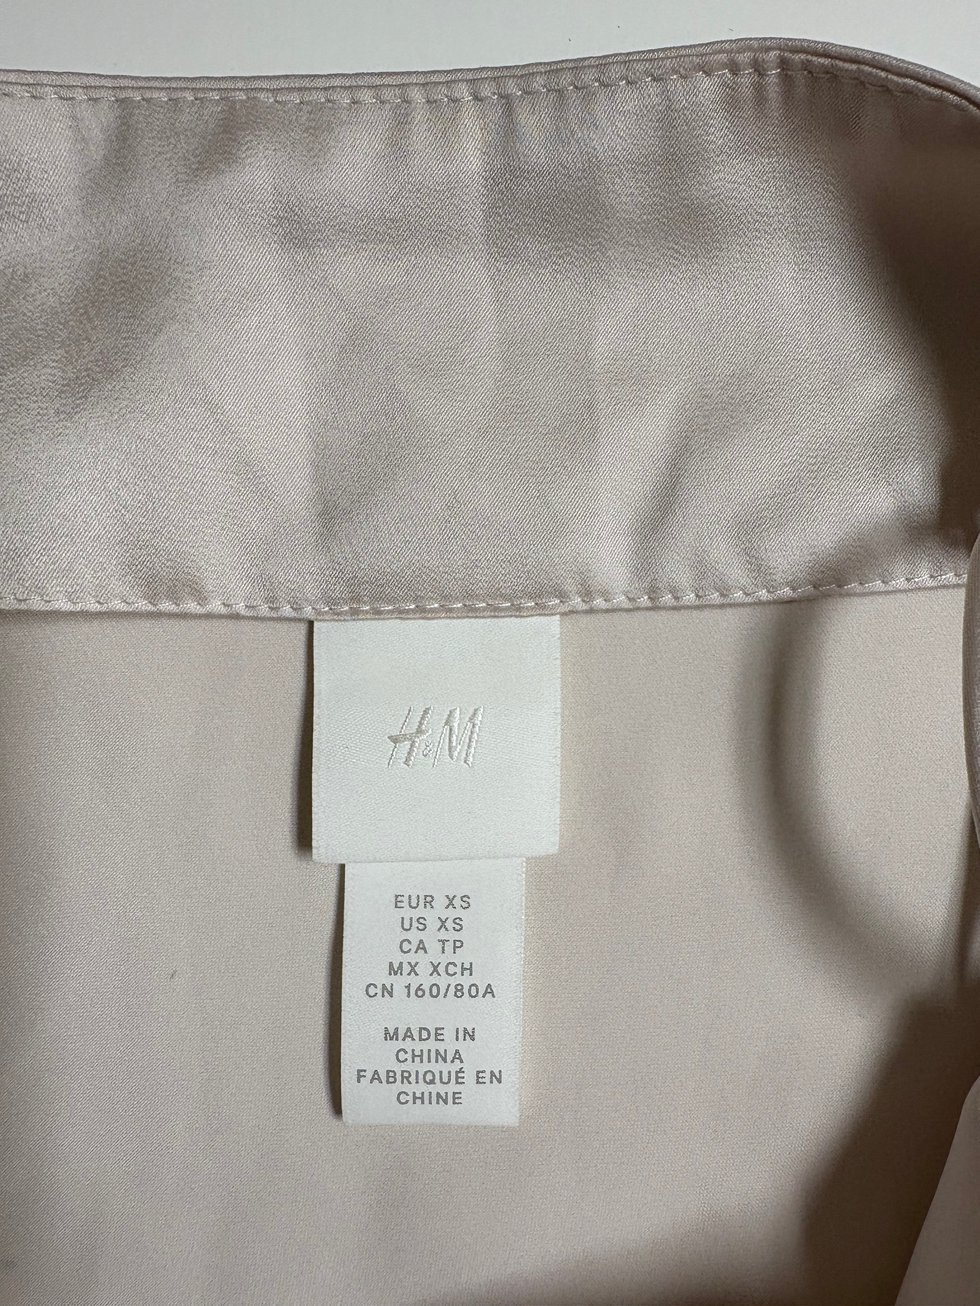 H&M
EUR XS
US XS
CA TP
MX XCH
CN 160/80A
MADE IN
CHINA
FABRIQUÉ EN
CHINE